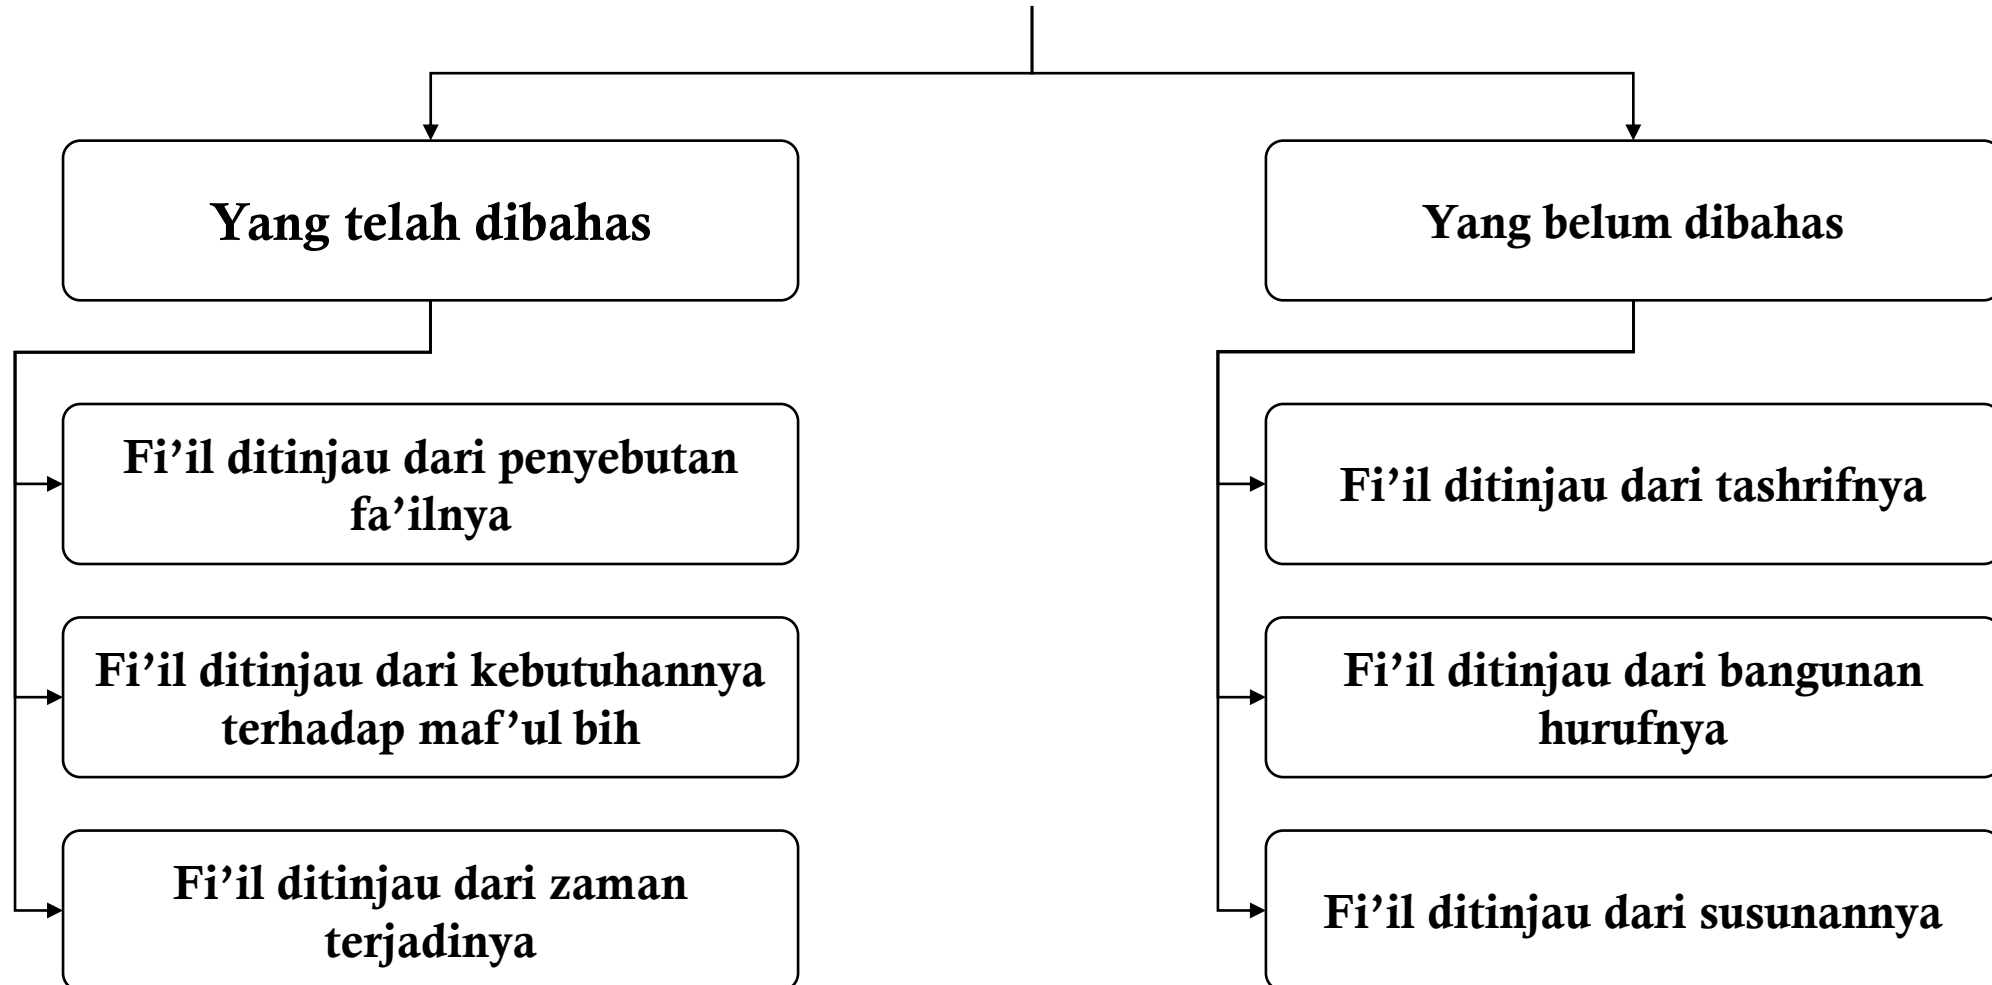 Yang telah dibahas
Yang belum dibahas
Fi’il ditinjau dari penyebutan
fa’ilnya
Fi’il ditinjau dari tashrifnya
Fi’il ditinjau dari kebutuhannya
terhadap maf’ul bih
Fi’il ditinjau dari bangunan
hurufnya
Fi’il ditinjau dari zaman
terjadinya
Fi’il ditinjau dari susunannya